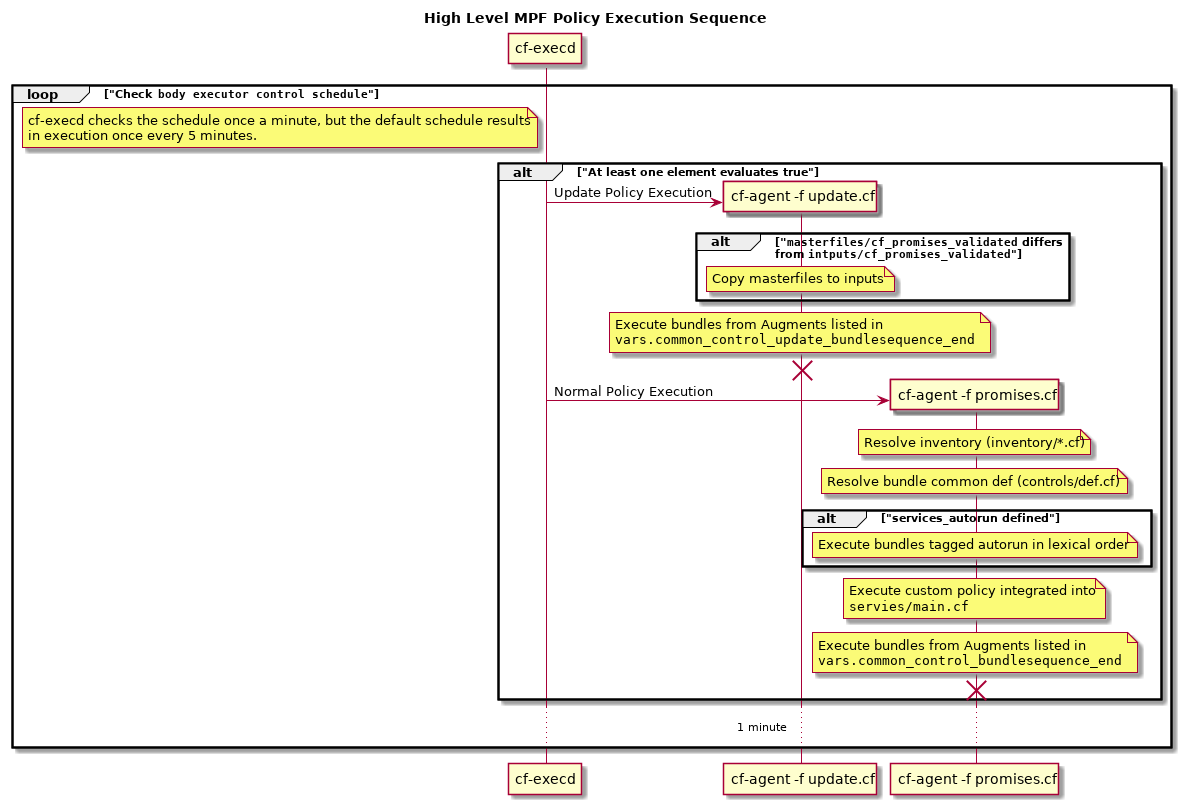 High Level MPF Policy Execution Sequence
cf-execd
loop ["Check body executor control schedule"]
cf-execd checks the schedule once a minute, but the default schedule results
in execution once every 5 minutes.
alt ["At least one element evaluates true"]
Update Policy Execution
cf-agent -f update.cf
alt ["masterfiles/cf_promises_validated differs
from intputs/cf_promises_validated"]
Copy masterfiles to inputs
Execute bundles from Augments listed in
vars.common_control_update_bundlesequence_end
Normal Policy Execution
cf-agent -f promises.cf
Resolve inventory (inventory/*.cf)
Resolve bundle common def (controls/def.cf)
alt ["services_autorun defined"]
Execute bundles tagged autorun in lexical order
Execute custom policy integrated into
servies/main.cf
Execute bundles from Augments listed in
vars.common_control_bundlesequence_end
1 minute
cf-execd
cf-agent -f update.cf
cf-agent -f promises.cf